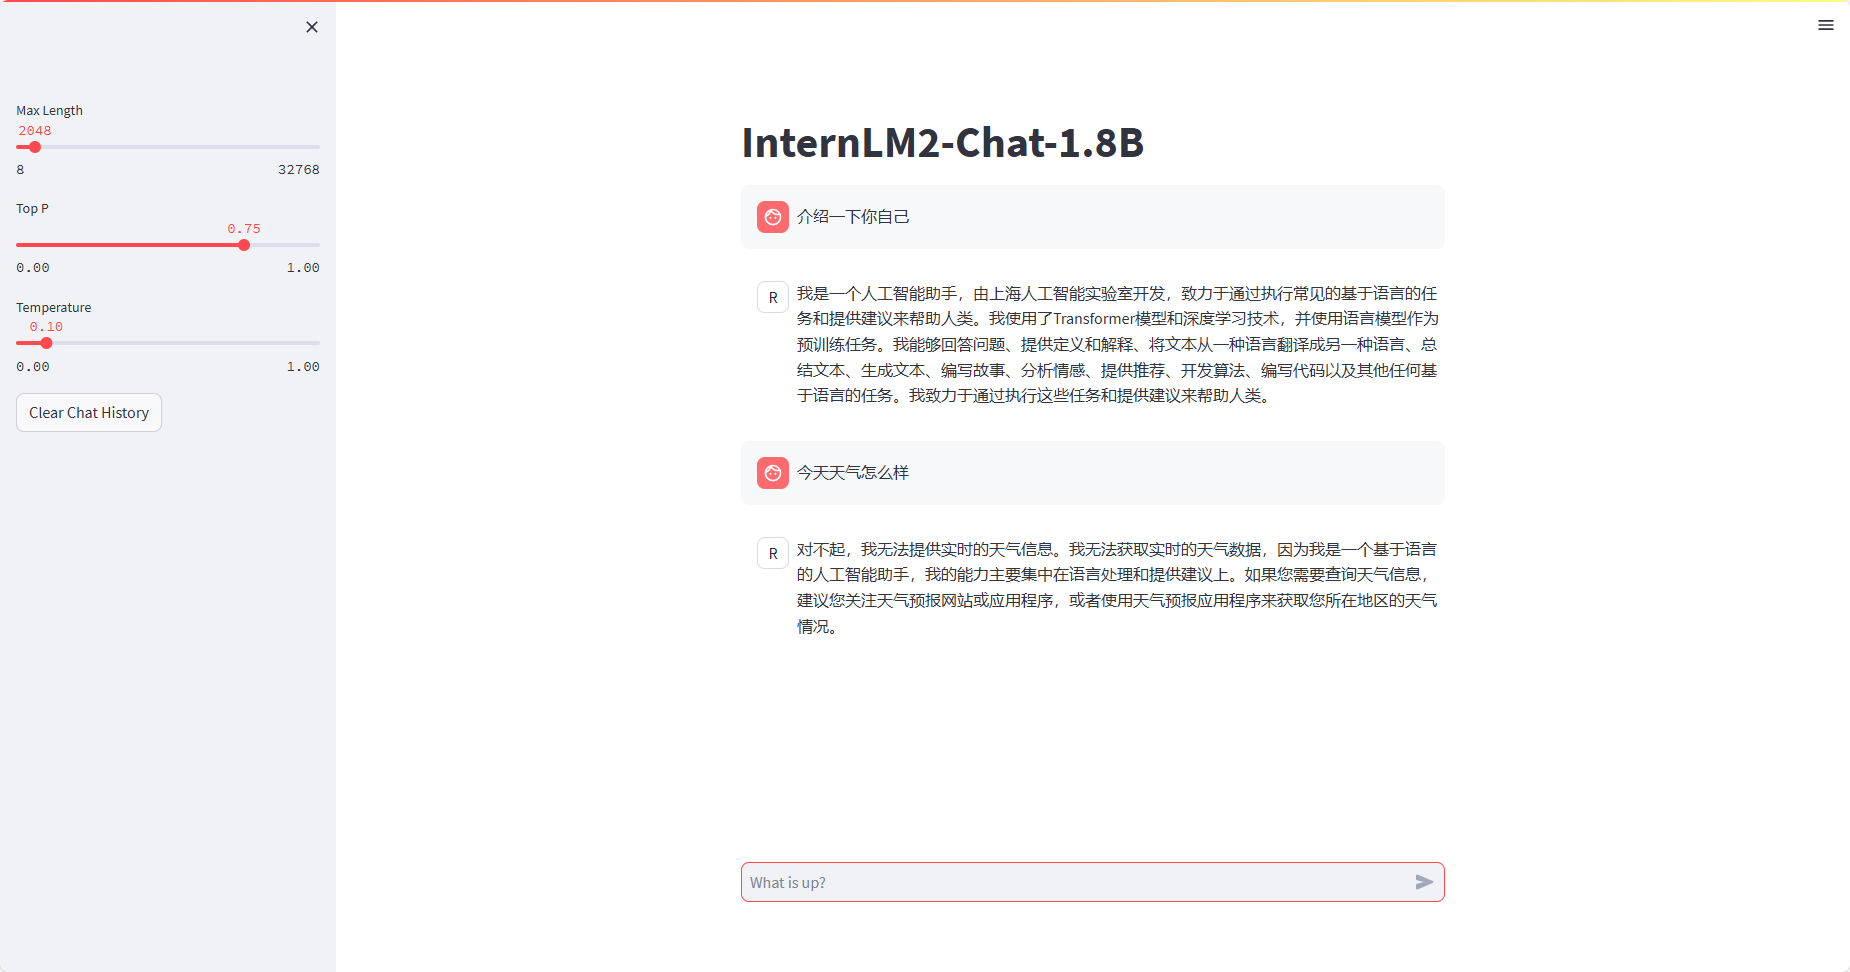 Max Length
2048
8 32768
Top P
0.75
0.00 1.00
Temperature
0.10
0.00 1.00
Clear Chat History
InternLM2-Chat-1.8B
介绍一下你自己
R
我是一个人工智能助手，由上海人工智能实验室开发，致力于通过执行常见的基于语言的任
务和提供建议来帮助人类。我使用了Transformer模型和深度学习技术，并使用语言模型作为
预训练任务。我能够回答问题、提供定义和解释、将文本从一种语言翻译成另一种语言、总
结文本、生成文本、编写故事、分析情感、提供推荐、开发算法、编写代码以及其他任何基
于语言的任务。我致力于通过执行这些任务和提供建议来帮助人类。
今天天气怎么样
R
对不起，我无法提供实时的天气信息。我无法获取实时的天气数据，因为我是一个基于语言
的人工智能助手，我的能力主要集中在语言处理和提供建议上。如果您需要查询天气信息，
建议您关注天气预报网站或应用程序，或者使用天气预报应用程序来获取您所在地区的天气
情况。
What is up?